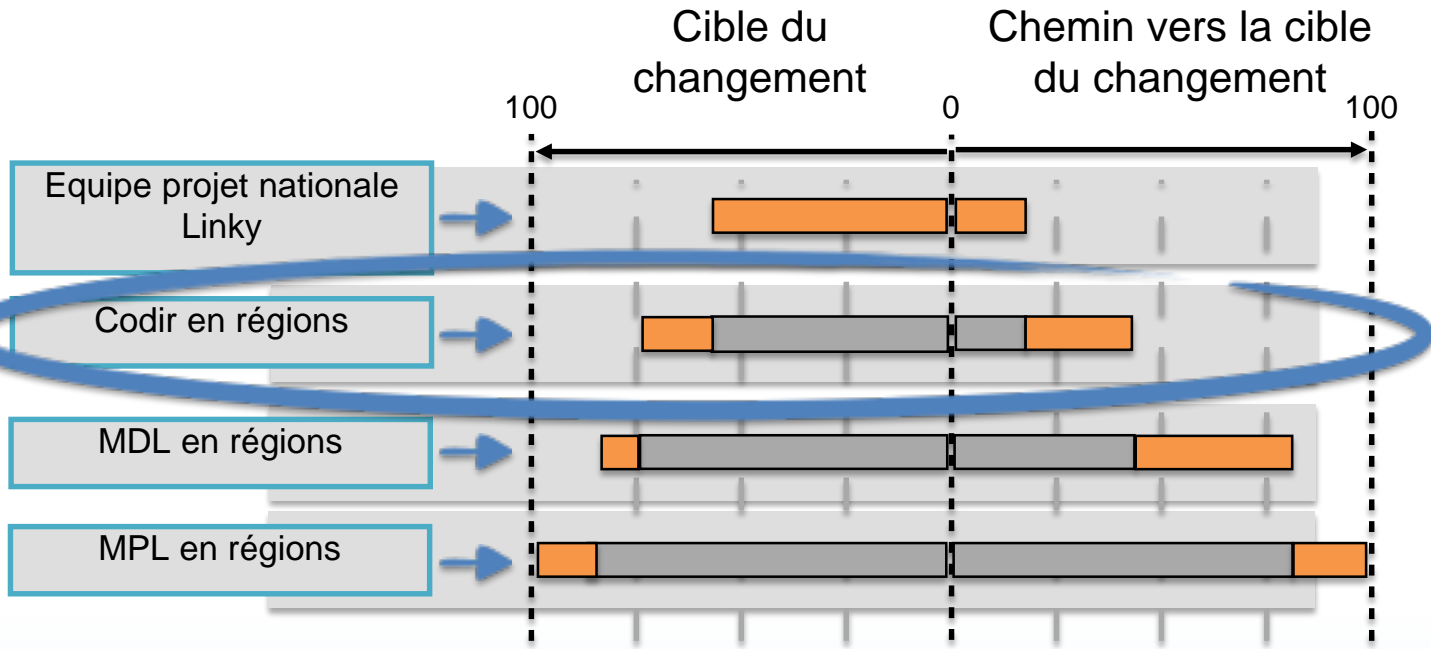 Cible du
changement
Chemin vers la cible
du changement
100
0
100
Equipe projet nationale
Linky
Codir en régions
MDL en régions
MPL en régions